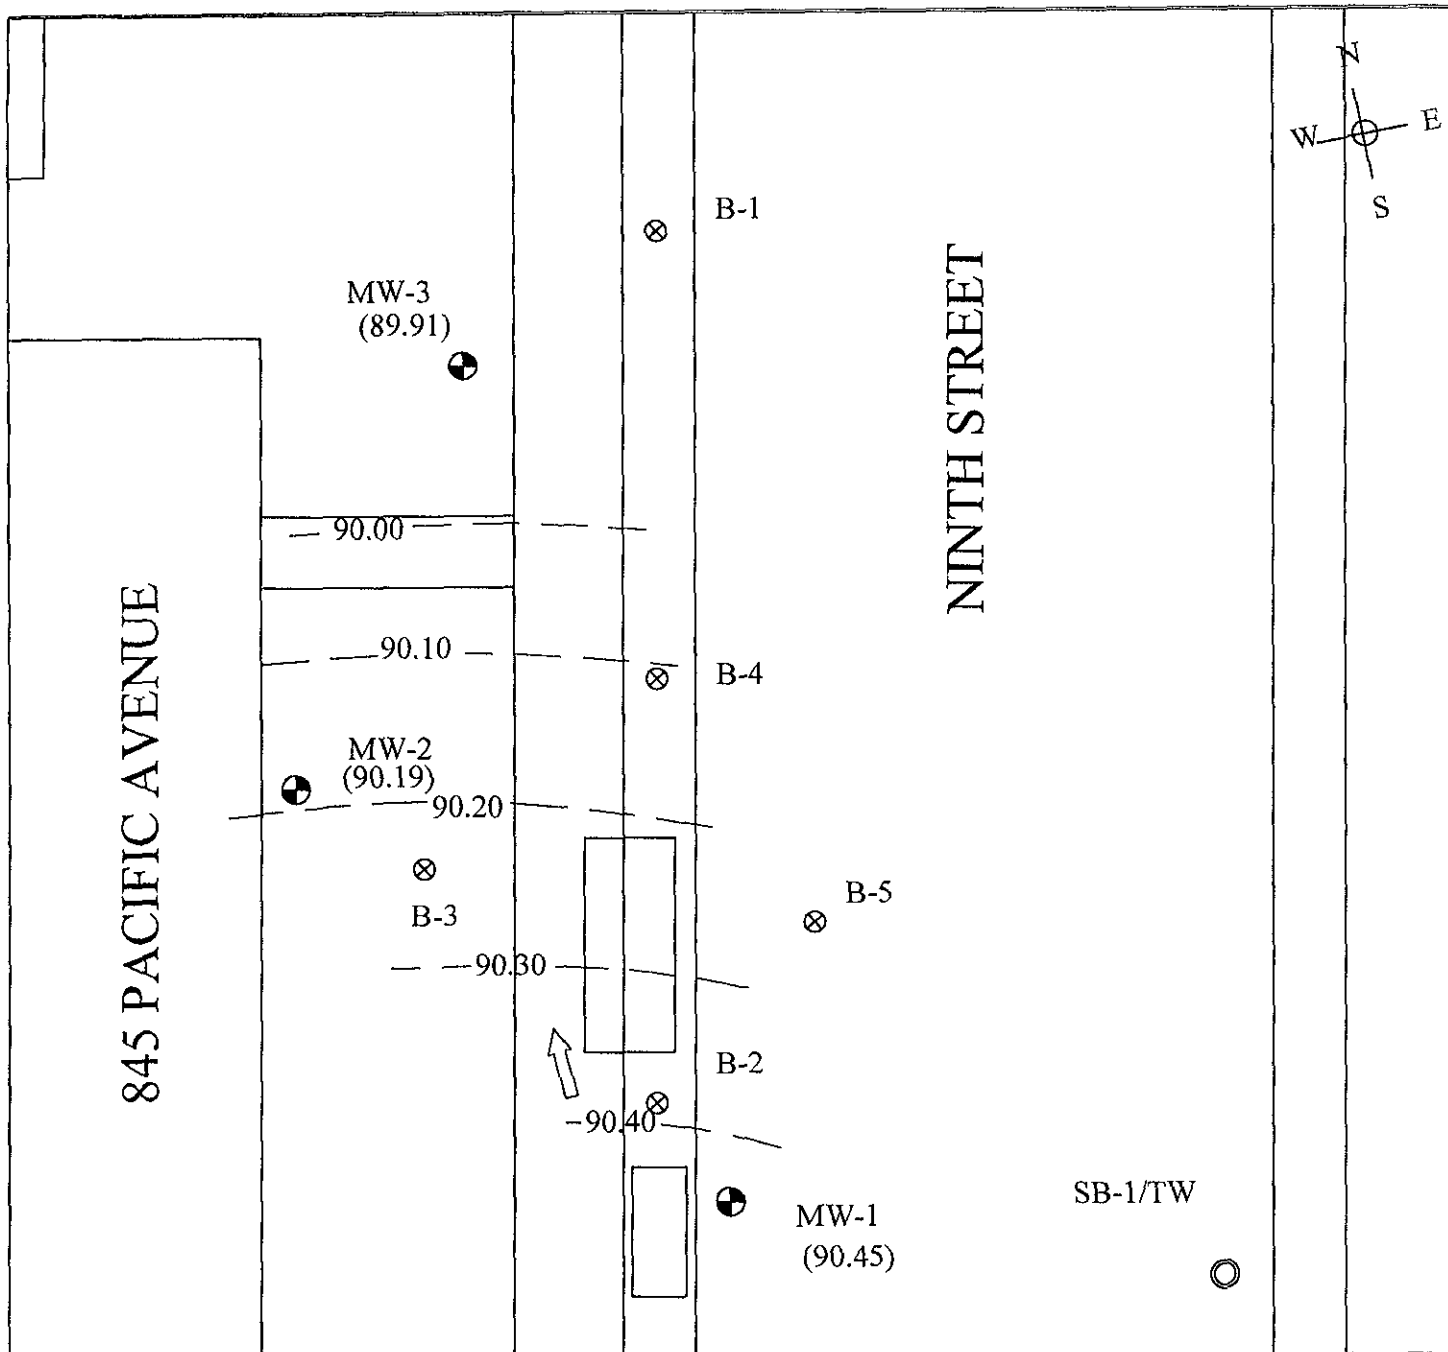 N
W
E
S
B-1
MW-3
(89.91)
NINTH STREET
90.00
845 PACIFIC AVENUE
90.10
B-4
MW-2
(90.19)
90.20
B-5
B-3
90.30
B-2
90.40
SB-1/TW
MW-1
(90.45)